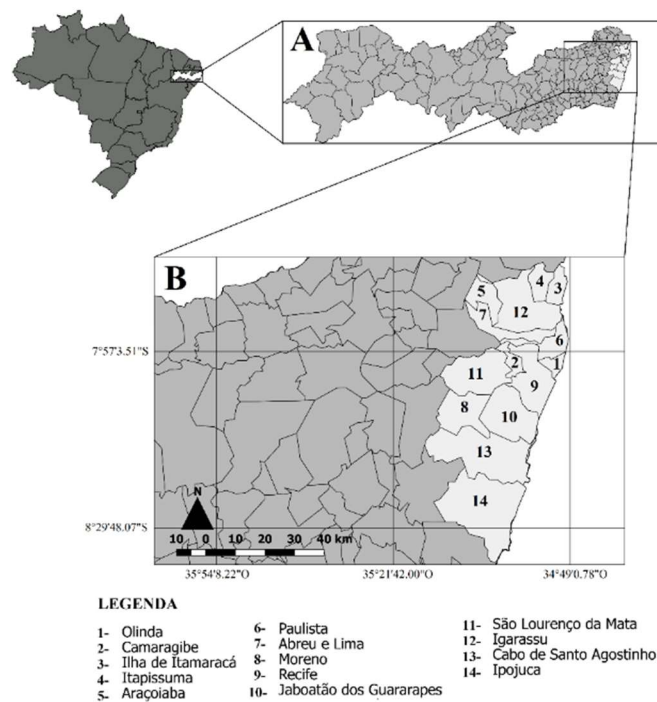 A
B
5
4
3
7
12
6
7°57'3.51"S
2
1
11
9
8
10
13
14
N
8°29'48.07"S
10 0 10 20 30 40 km
35°54'8.22"O
35°21'42.00"O
34°49'0.78"O
LEGENDA
1- Olinda
2- Camaragibe
3- Ilha de Itamaracá
4- Itapissuma
5- Araçoiaba
6- Paulista
7- Abreu e Lima
8- Moreno
9- Recife
10- Jaboatão dos Guararapes
11- São Lourenço da Mata
12- Igarassu
13- Cabo de Santo Agostinho
14- Ipojuca